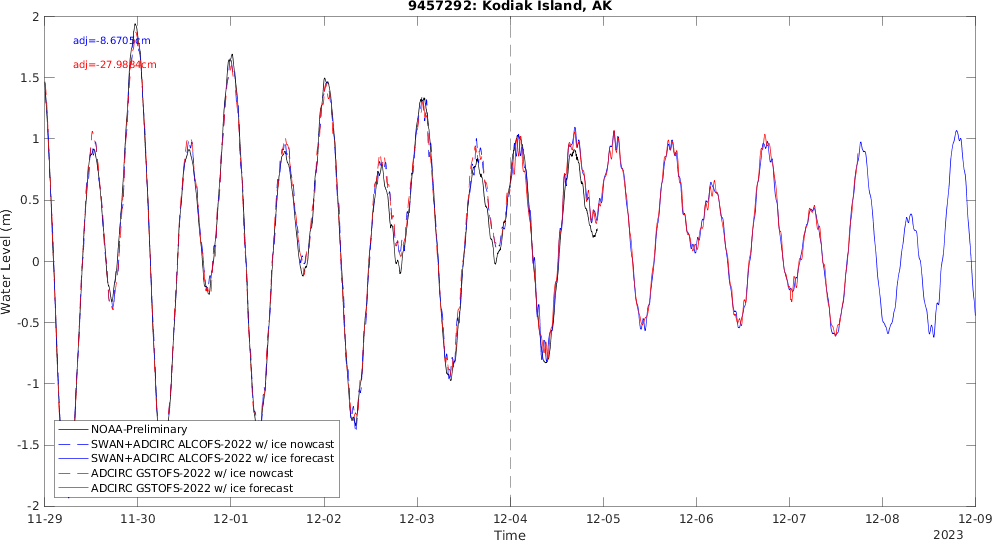 9457292: Kodiak Island, AK
adj=-8.6705cm
adj=-27.9884cm
2
1.5
1
0.5
0
-0.5
-1
-1.5
-2
Water Level (m)
NOAA-Preliminary
SWAN+ADCIRC ALCOFS-2022 w/ ice nowcast
SWAN+ADCIRC ALCOFS-2022 w/ ice forecast
ADCIRC GSTOFS-2022 w/ ice nowcast
ADCIRC GSTOFS-2022 w/ ice forecast
11-29 11-30 12-01 12-02 12-03 12-04 12-05 12-06 12-07 12-08 12-09
Time
2023